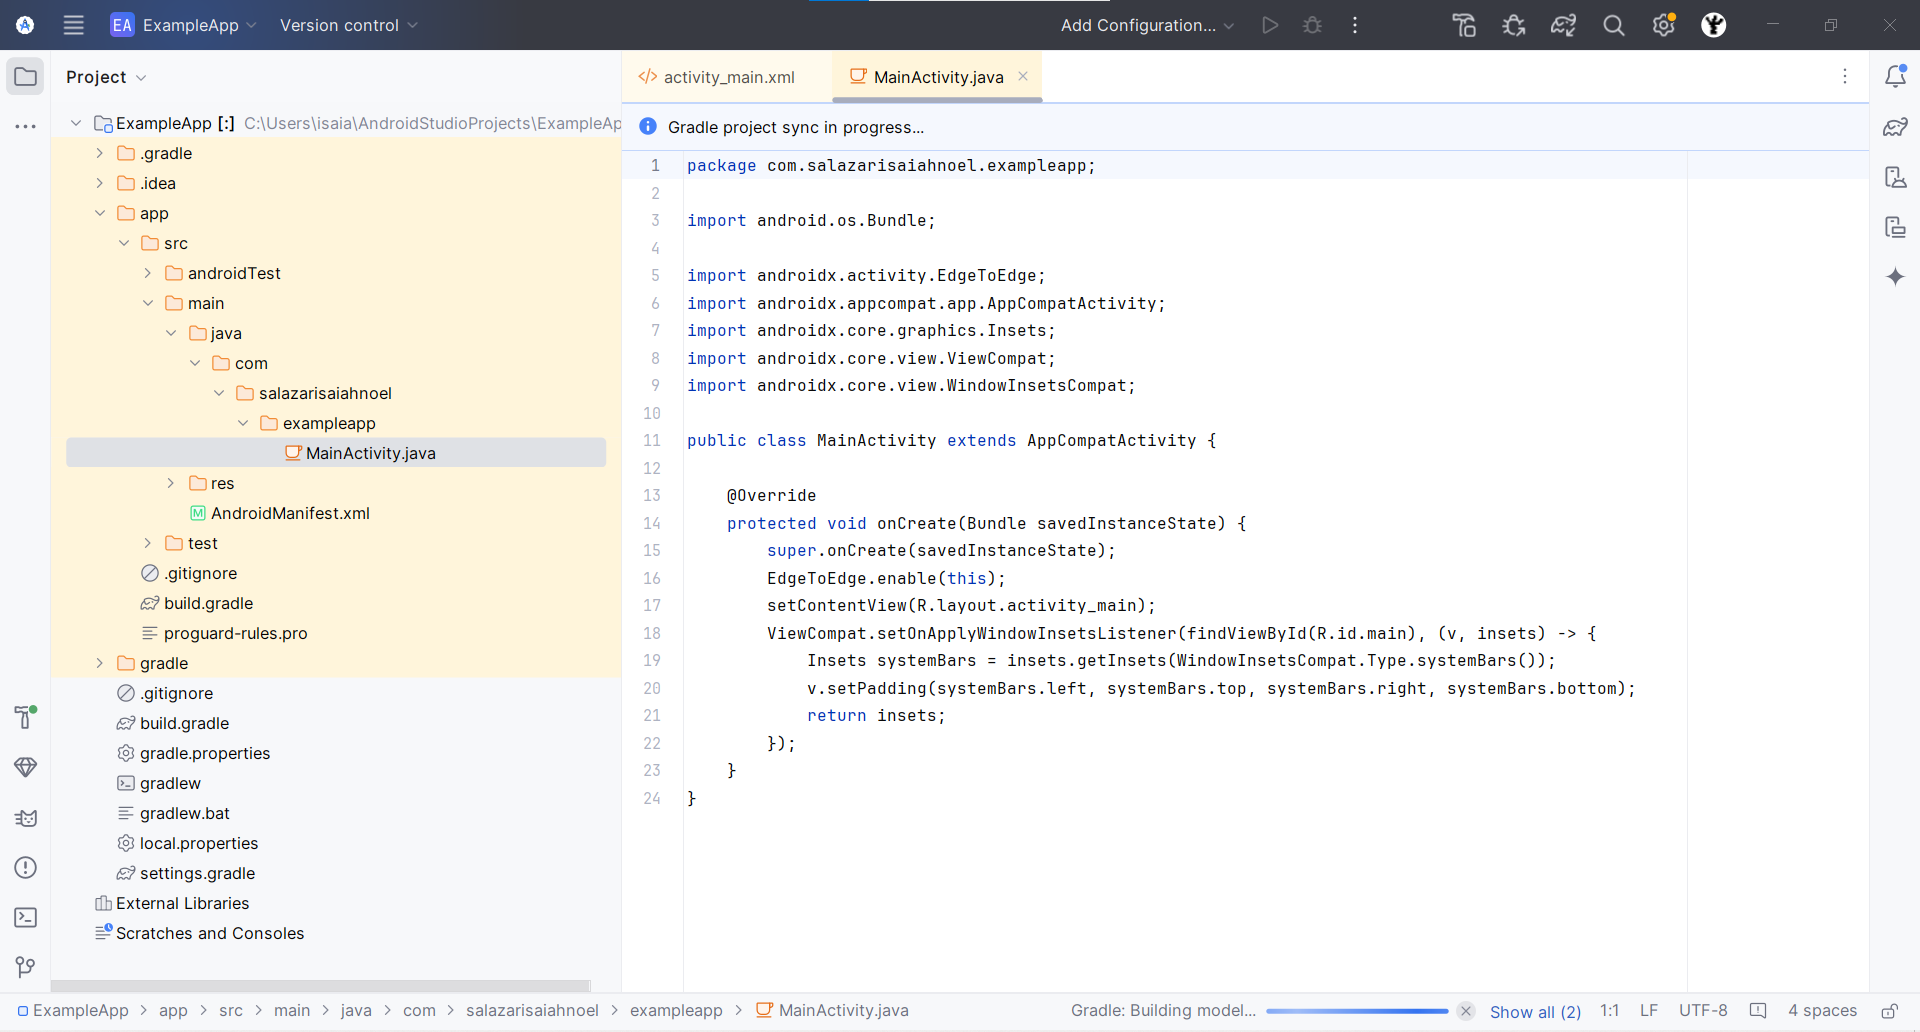 EA ExampleApp Version control Add Configuration...
Project
ExampleApp [:] C:\Users\isaia\AndroidStudioProjects\ExampleAp
.gradle
.idea
app
src
androidTest
main
java
com
salazarisaiahnoel
exampleapp
MainActivity.java
res
AndroidManifest.xml
test
.gitignore
build.gradle
proguard-rules.pro
gradle
.gitignore
build.gradle
gradle.properties
gradlew
gradlew.bat
local.properties
settings.gradle
External Libraries
Scratches and Consoles
activity_main.xml MainActivity.java
Gradle project sync in progress...
1 package com.salazarisaiahnoel.exampleapp;
2
3 import android.os.Bundle;
4
5 import androidx.activity.EdgeToEdge;
6 import androidx.appcompat.app.AppCompatActivity;
7 import androidx.core.graphics.Insets;
8 import androidx.core.view.ViewCompat;
9 import androidx.core.view.WindowInsetsCompat;
10
11 public class MainActivity extends AppCompatActivity {
12
13 @Override
14 protected void onCreate(Bundle savedInstanceState) {
15 super.onCreate(savedInstanceState);
16 EdgeToEdge.enable(this);
17 setContentView(R.layout.activity_main);
18 ViewCompat.setOnApplyWindowInsetsListener(findViewById(R.id.main), (v, insets) -> {
19 Insets systemBars = insets.getInsets(WindowInsetsCompat.Type.systemBars());
20 v.setPadding(systemBars.left, systemBars.top, systemBars.right, systemBars.bottom);
21 return insets;
22 });
23 }
24 }
ExampleApp > app > src > main > java > com > salazarisaiahnoel > exampleapp > MainActivity.java Gradle: Building model... Show all (2) 1:1 LF UTF-8 4 spaces